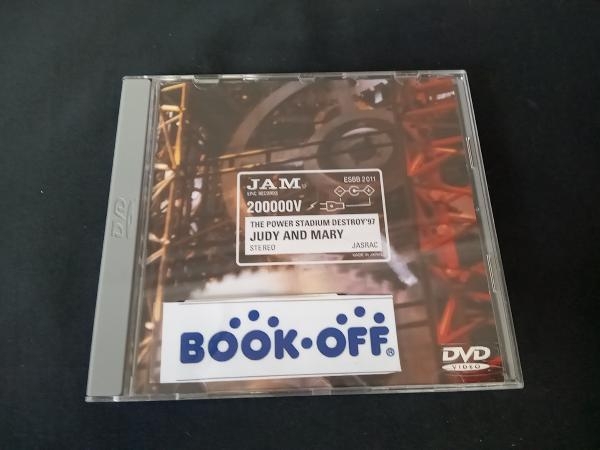 DVD
JAM
EPIC RECORDS
ESBB 2011
200000V
THE POWER STADIUM DESTROY'97
JUDY AND MARY
STEREO
JASRAC
MADE IN JAPAN
BOOK·OFF®
DVD
VIDEO